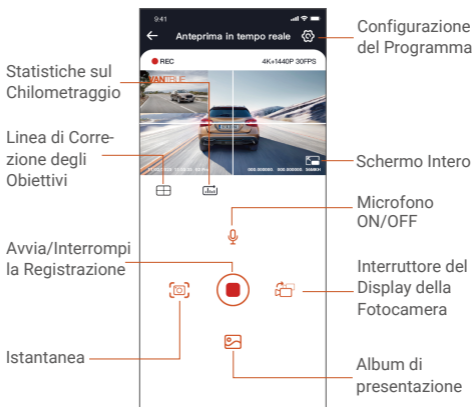 9:41
Anteprima in tempo reale
REC
4K+1440P 30FPS
VANTRUE
Configurazione
del Programma
Statistiche sul
Chilometraggio
Linea di Corre-
zione degli
Obiettivi
Schermo Intero
Microfono
ON/OFF
Avvia/Interrompi
la Registrazione
Interruttore del
Display della
Fotocamera
Istantanea
Album di
presentazione